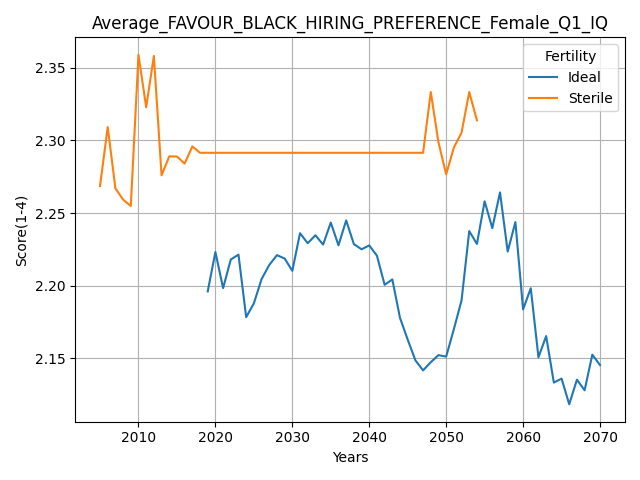 Average_FAVOUR_BLACK_HIRING_PREFERENCE_Female_Q1_IQ
Fertility
Ideal
Sterile
Score(1-4)
2.35
2.30
2.25
2.20
2.15
2010 2020 2030 2040 2050 2060 2070
Years